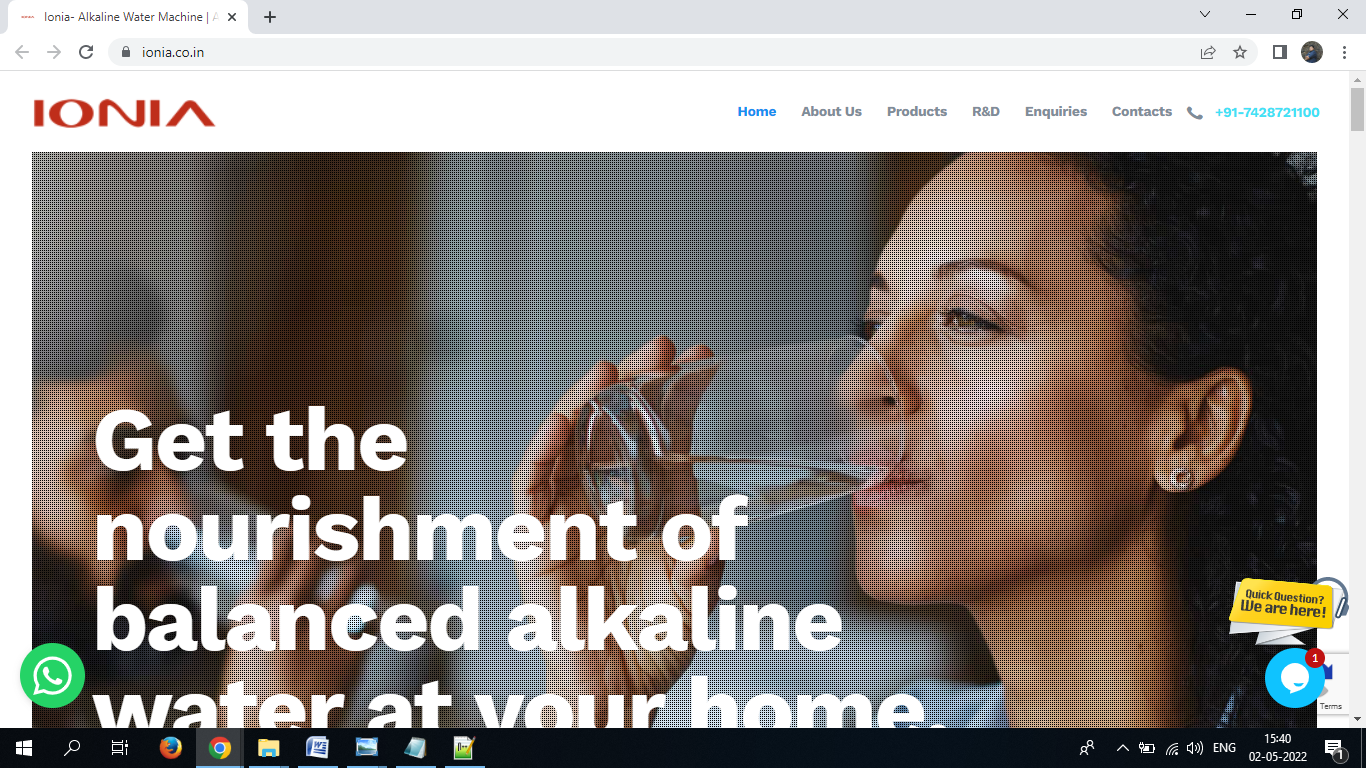 Ionia- Alkaline Water Machine | A
ionia.co.in
IONIA
Home About Us Products R&D Enquiries Contacts +91-7428721100
Get the
nourishment of
balanced alkaline
water at your home.
Quick Question?
We are here!
1
Terms
ENG
15:40
02-05-2022
1